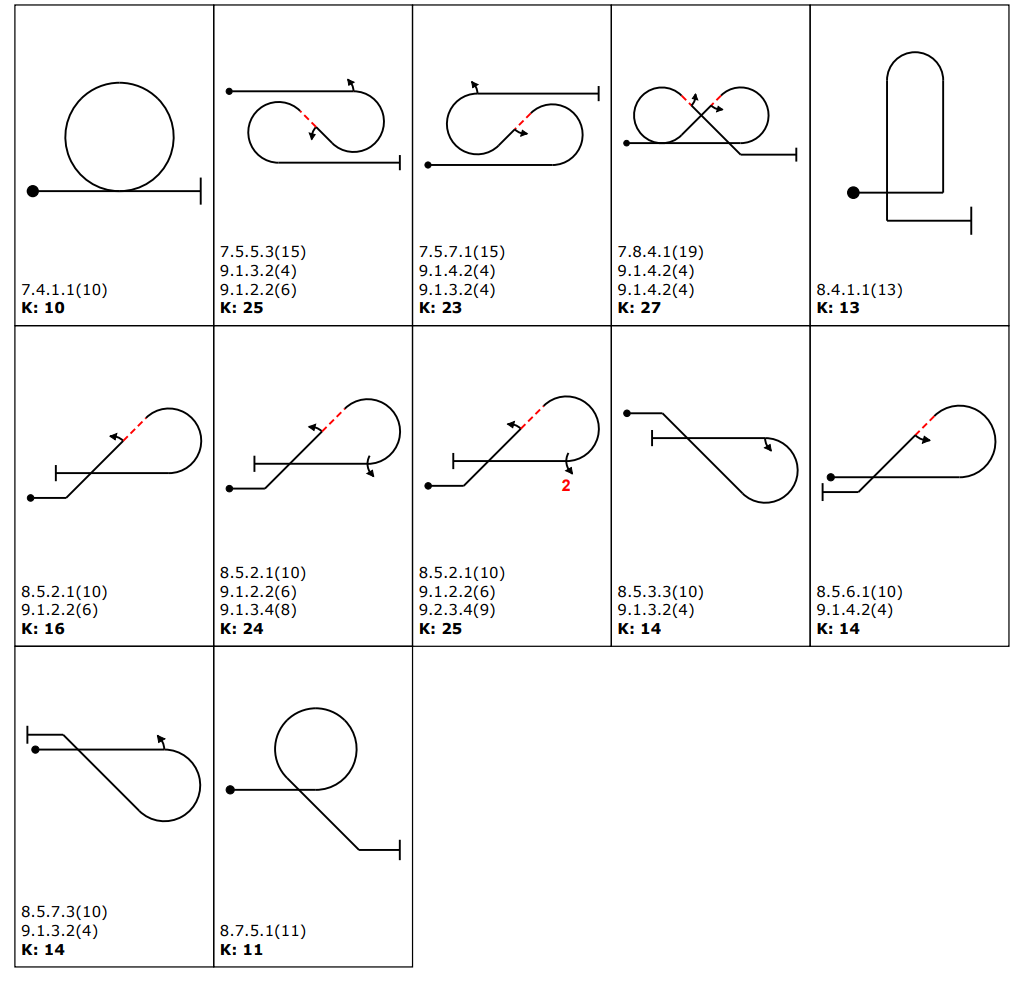 7.4.1.1(10)
K: 10
7.5.5.3(15)
9.1.3.2(4)
9.1.2.2(6)
K: 25
7.5.7.1(15)
9.1.4.2(4)
9.1.3.2(4)
K: 23
7.8.4.1(19)
9.1.4.2(4)
9.1.4.2(4)
K: 27
8.4.1.1(13)
K: 13
8.5.2.1(10)
9.1.2.2(6)
K: 16
8.5.2.1(10)
9.1.2.2(6)
9.1.3.4(8)
K: 24
2
8.5.2.1(10)
9.1.2.2(6)
9.2.3.4(9)
K: 25
8.5.3.3(10)
9.1.3.2(4)
K: 14
8.5.6.1(10)
9.1.4.2(4)
K: 14
8.5.7.3(10)
9.1.3.2(4)
K: 14
8.7.5.1(11)
K: 11